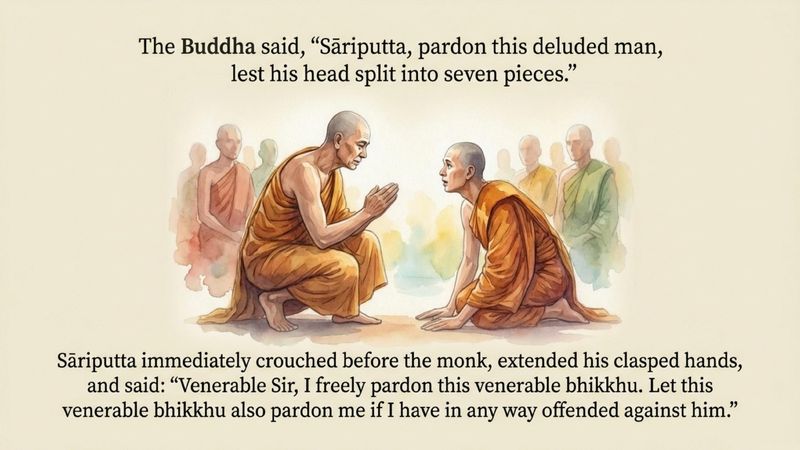 The Buddha said, “Sāriputta, pardon this deluded man,
lest his head split into seven pieces.”
Sāriputta immediately crouched before the monk, extended his clasped hands,
and said: “Venerable Sir, I freely pardon this venerable bhikkhu. Let this
venerable bhikkhu also pardon me if I have in any way offended against him.”